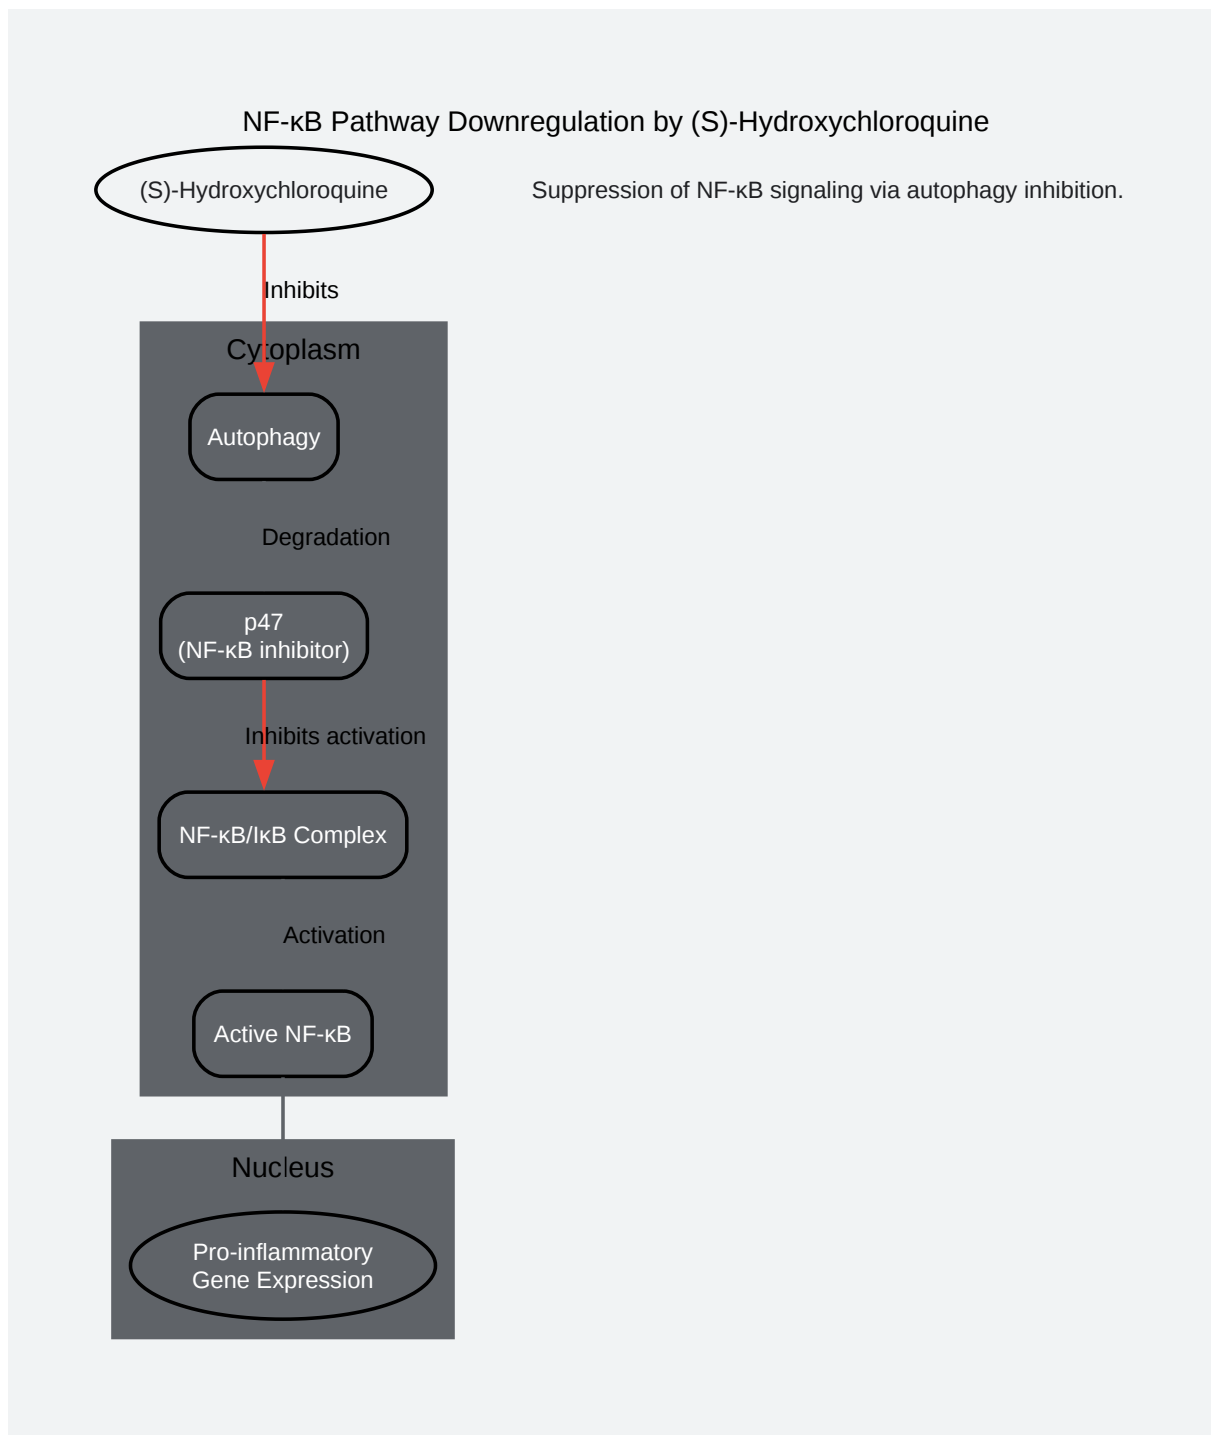 NF-κB Pathway Downregulation by (S)-Hydroxychloroquine
(S)-Hydroxychloroquine
Suppression of NF-κB signaling via autophagy inhibition.
Inhibits
Cytoplasm
Autophagy
Degradation
p47
(NF-κB inhibitor)
Inhibits activation
NF-κB/IκB Complex
Activation
Active NF-κB
Nucleus
Pro-inflammatory
Gene Expression